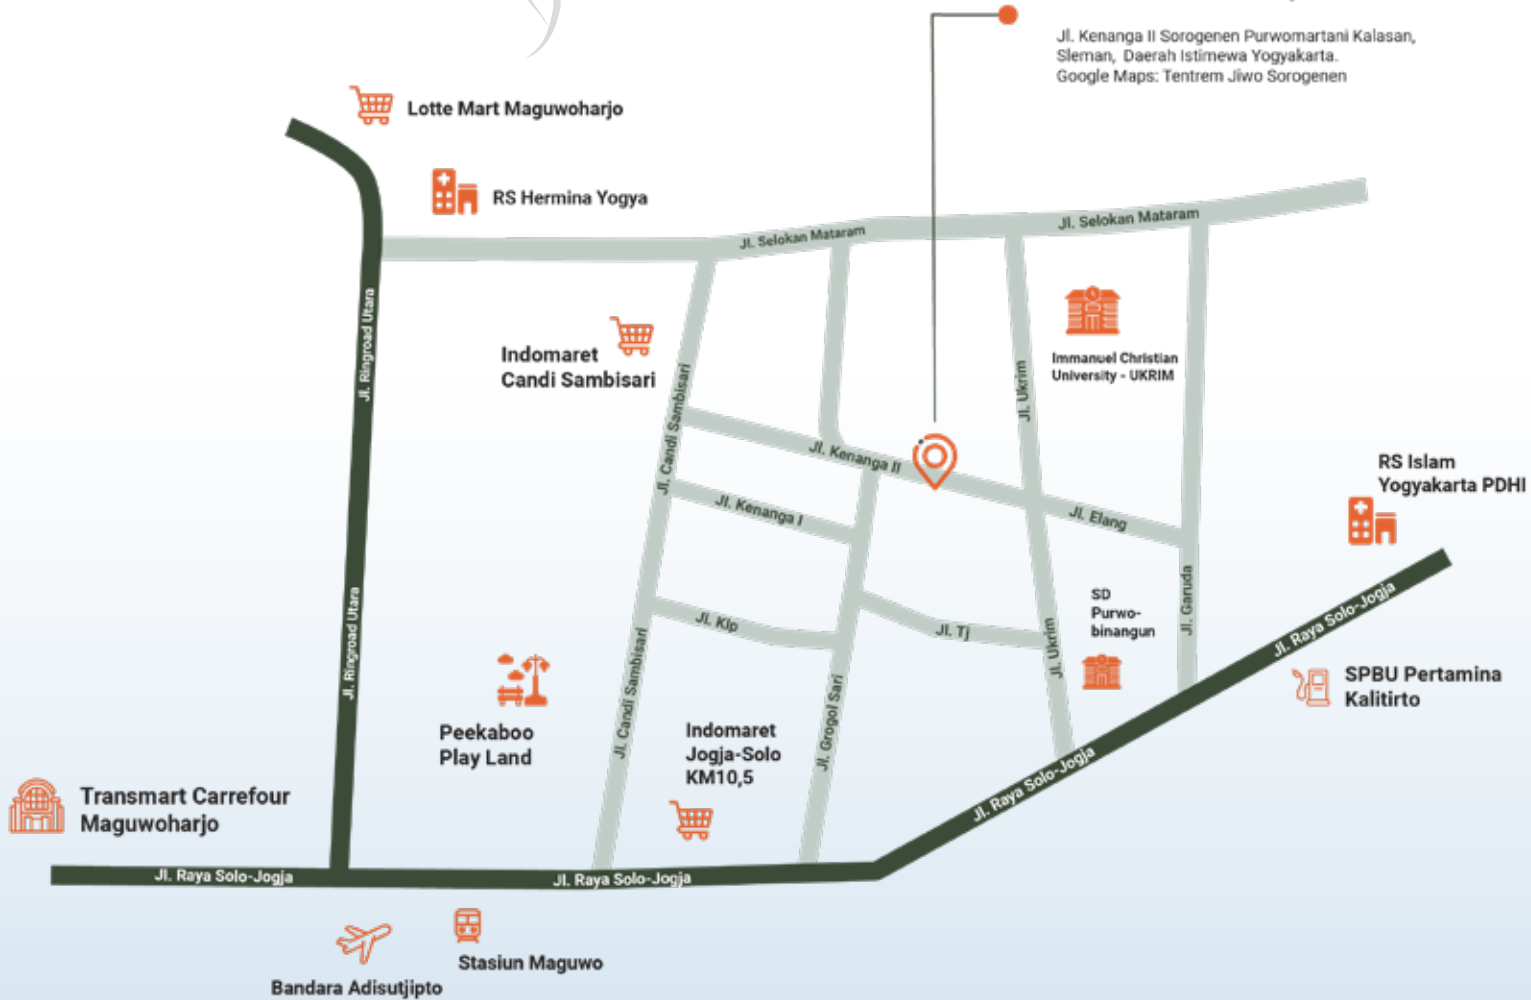 Jl. Kenanga II Sorogenen Purwomartani Kalasan,
Sleman, Daerah Istimewa Yogyakarta.
Google Maps: Tentrem Jiwo Sorogenen
Lotte Mart Maguwoharjo
RS Hermina Yogya
Jl. Selokan Mataram
Jl. Selokan Mataram
Jl. Ringroad Utara
Indomaret
Candi Sambisari
Jl. Candi Sambisari
Immanuel Christian
University - UKRIM
Jl. Ukrim
Jl. Kenanga II
RS Islam
Yogyakarta PDHI
Jl. Kenanga I
Jl. Elang
Jl. Garuda
SD
Purwo-
binangun
Jl. Raya Solo-Jogja
Jl. Klp
Jl. Tj
Jl. Ukrim
Jl. Ringroad Utara
Jl. Candi Sambisari
Jl. Grogol Sari
SPBU Pertamina
Kalitirto
Peekaboo
Play Land
Indomaret
Jogja-Solo
KM10,5
Jl. Raya Solo-Jogja
Transmart Carrefour
Maguwoharjo
Jl. Raya Solo-Jogja
Jl. Raya Solo-Jogja
Stasiun Maguwo
Bandara Adisutjipto